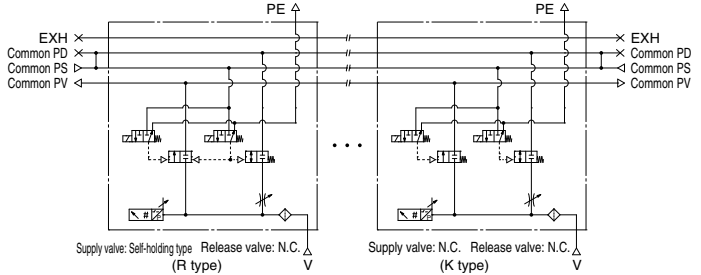 PE
PE
EXH
EXH
Common PD
Common PD
Common PS
Common PS
Common PV
Common PV
#
#
Supply valve: Self-holding type Release valve: N.C.
V
(R type)
Supply valve: N.C. Release valve: N.C.
V
(K type)